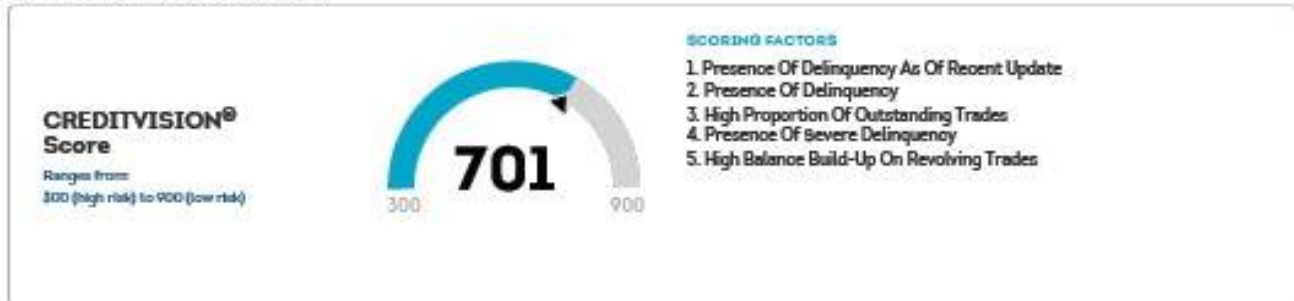 CREDITVISION®
Score
Ranges from:
300 (high risk) to 900 (low risk)
701
300
900
SCORING FACTORS
1. Presence Of Delinquency As Of Recent Update
2. Presence Of Delinquency
3. High Proportion Of Outstanding Trades
4. Presence Of Severe Delinquency
5. High Balance Build-Up On Revolving Trades